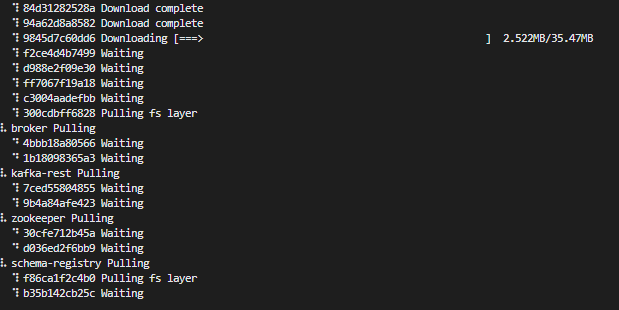 ⠹ 84d31282528a Download complete
⠹ 94a62d8a8582 Download complete
⠹ 9845d7c60dd6 Downloading [===> ] 2.522MB/35.47MB
⠹ f2ce4d4b7499 Waiting
⠹ d988e2f09e30 Waiting
⠹ ff7067f19a18 Waiting
⠹ c3004aadefbb Waiting
⠹ 300cdbff6828 Pulling fs layer
⠧ broker Pulling
⠙ 4bbb18a80566 Waiting
⠹ 1b18098365a3 Waiting
⠧ kafka-rest Pulling
⠹ 7ced55804855 Waiting
⠹ 9b4a84afe423 Waiting
⠧ zookeeper Pulling
⠙ 30cfe712b45a Waiting
⠙ d036ed2f6bb9 Waiting
⠧ schema-registry Pulling
⠹ f86ca1f2c4b0 Pulling fs layer
⠹ b35b142cb25c Waiting